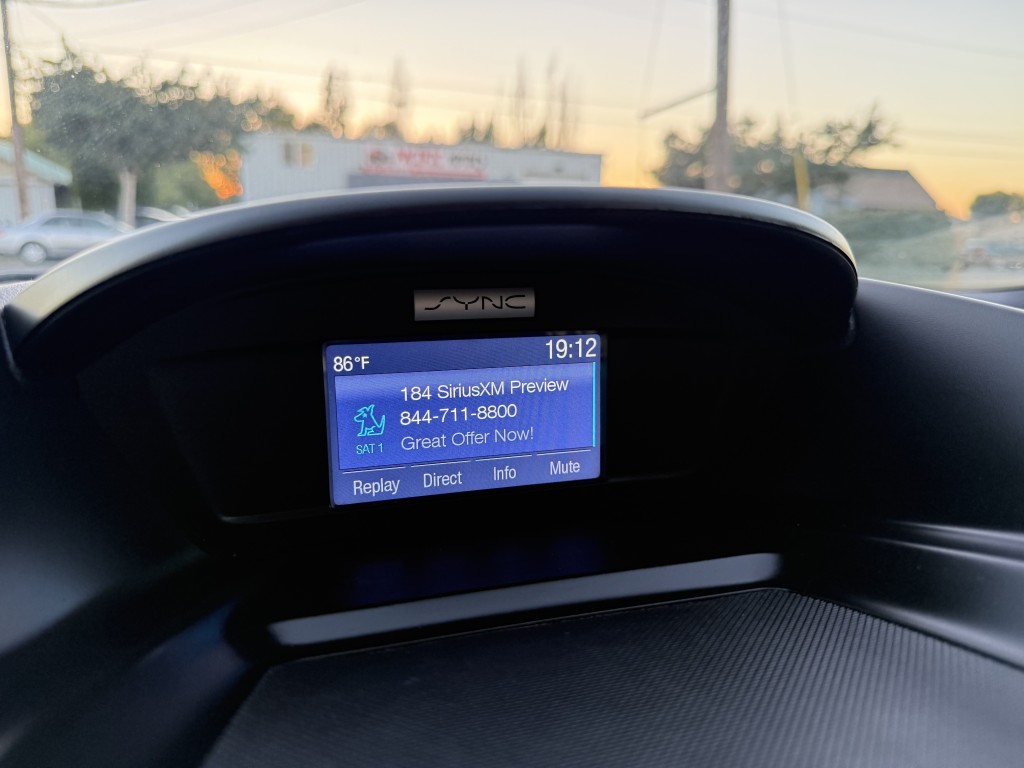 SYNC
86°F 19:12
184 SiriusXM Preview
844-711-8800
SAT 1 Great Offer Now!
Replay Direct Info Mute